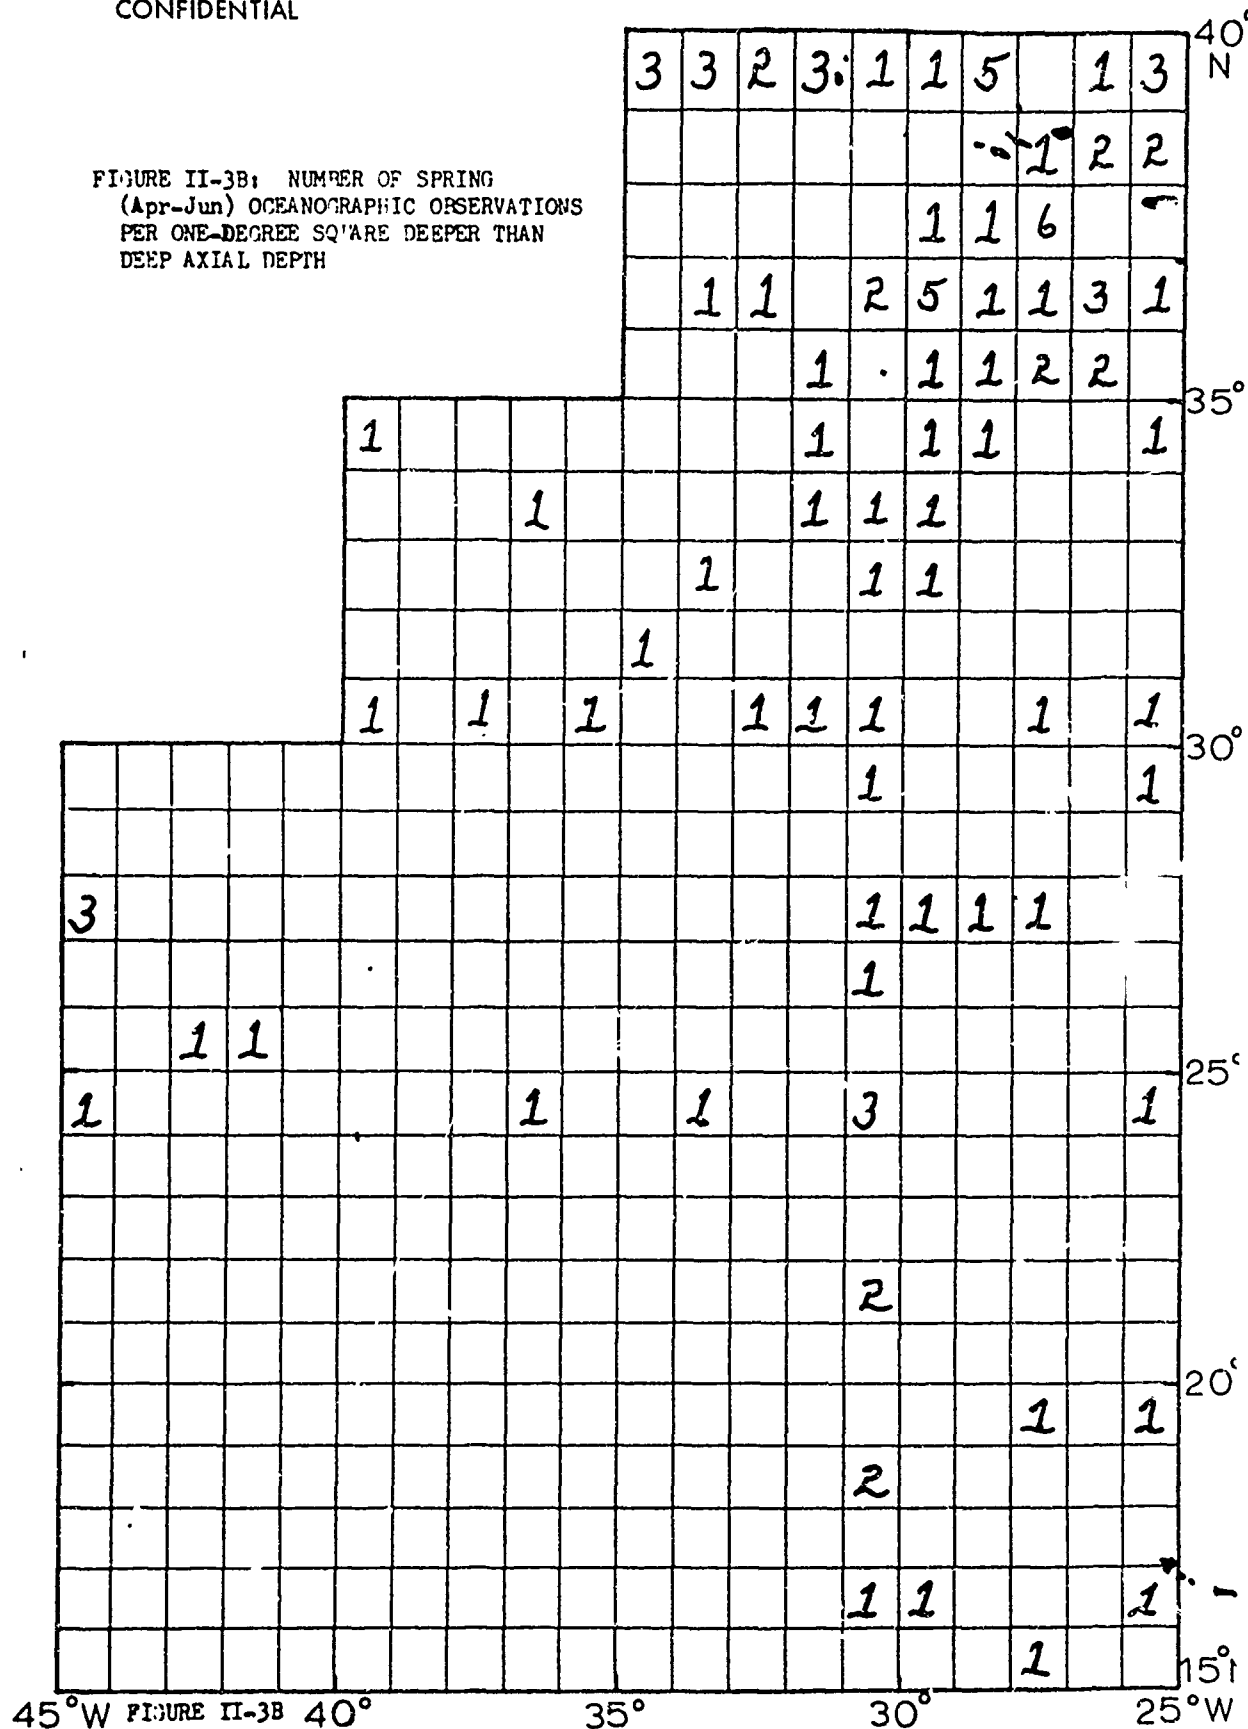 CONFIDENTIAL
40°
N
3 3 2 3 1 1 5 1 3
FIGURE II-3B: NUMBER OF SPRING
(Apr-Jun) OCEANOGRAPHIC OBSERVATIONS
PER ONE-DEGREE SQUARE DEEPER THAN
DEEP AXIAL DEPTH
1 2 2
1 1 6
1 1 2 5 1 1 3 1
1 1 1 2 2
35°
1 1 1 1 1
1 1 1 1
1 1 1
1
1 1 1 1 1 1 1 1
30°
1 1
3 1 1 1 1
1
1 1
25°
1 1 1 3 1
2
20°
1 1
2
1 1 1
1
15°
45°W FIGURE II-3B 40° 35° 30° 25°W